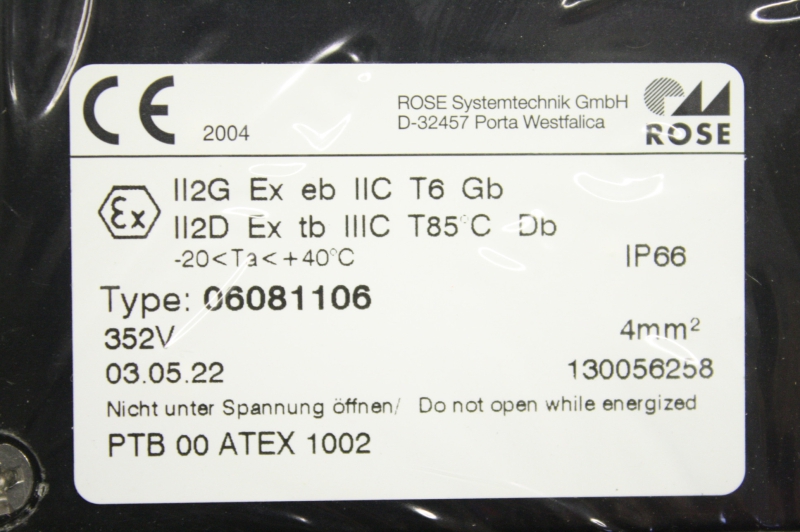 CE 2004
ROSE Systemtechnik GmbH
D-32457 Porta Westfalica
ROSE
Ex
II2G Ex eb IIC T6 Gb
II2D Ex tb IIIC T85°C Db
-20<Ta<+40°C IP66
Type: 06081106
352V 4mm²
03.05.22 130056258
Nicht unter Spannung öffnen/ Do not open while energized
PTB 00 ATEX 1002